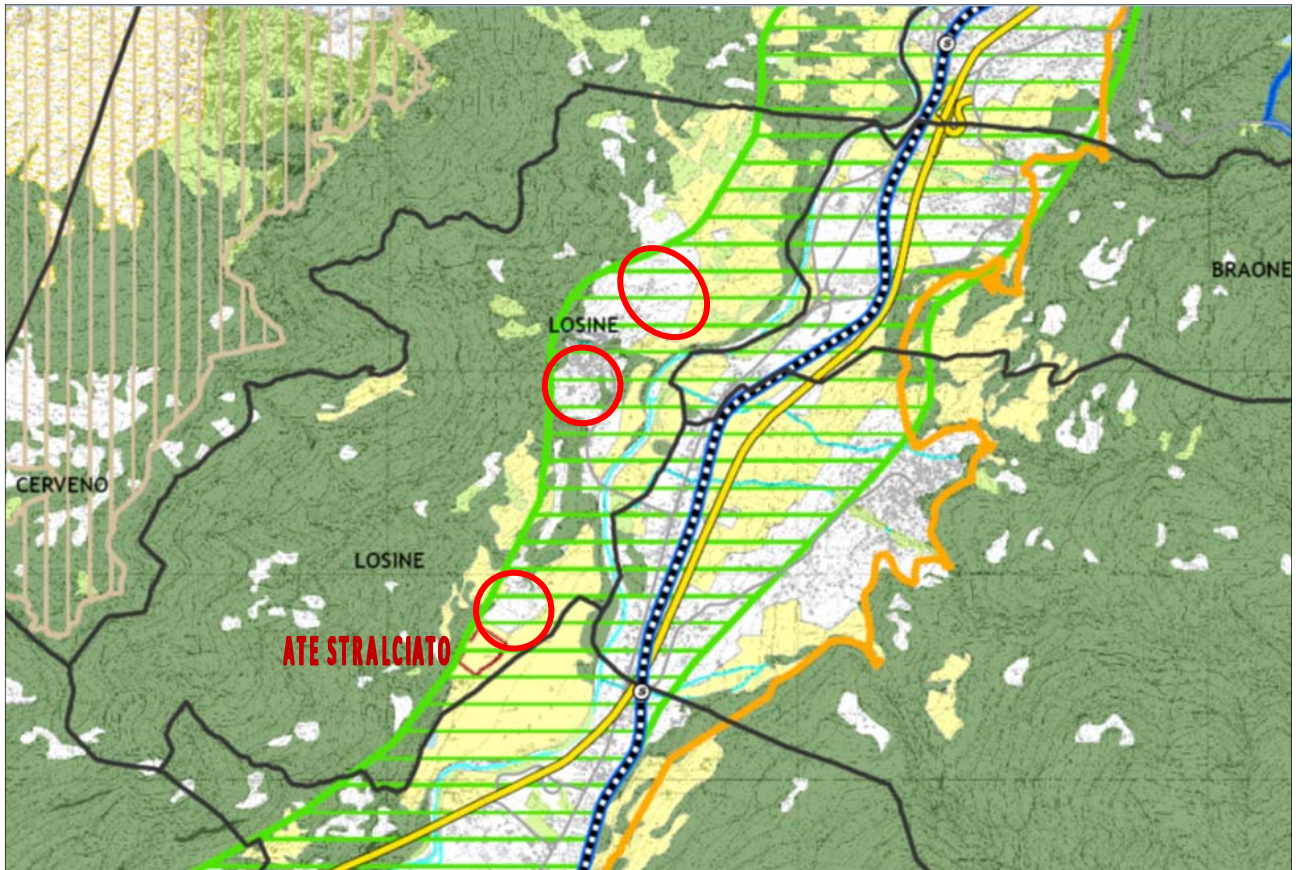 S
BRAONE
LOSINE
CERVENO
LOSINE
ATE STRALCIATO
S